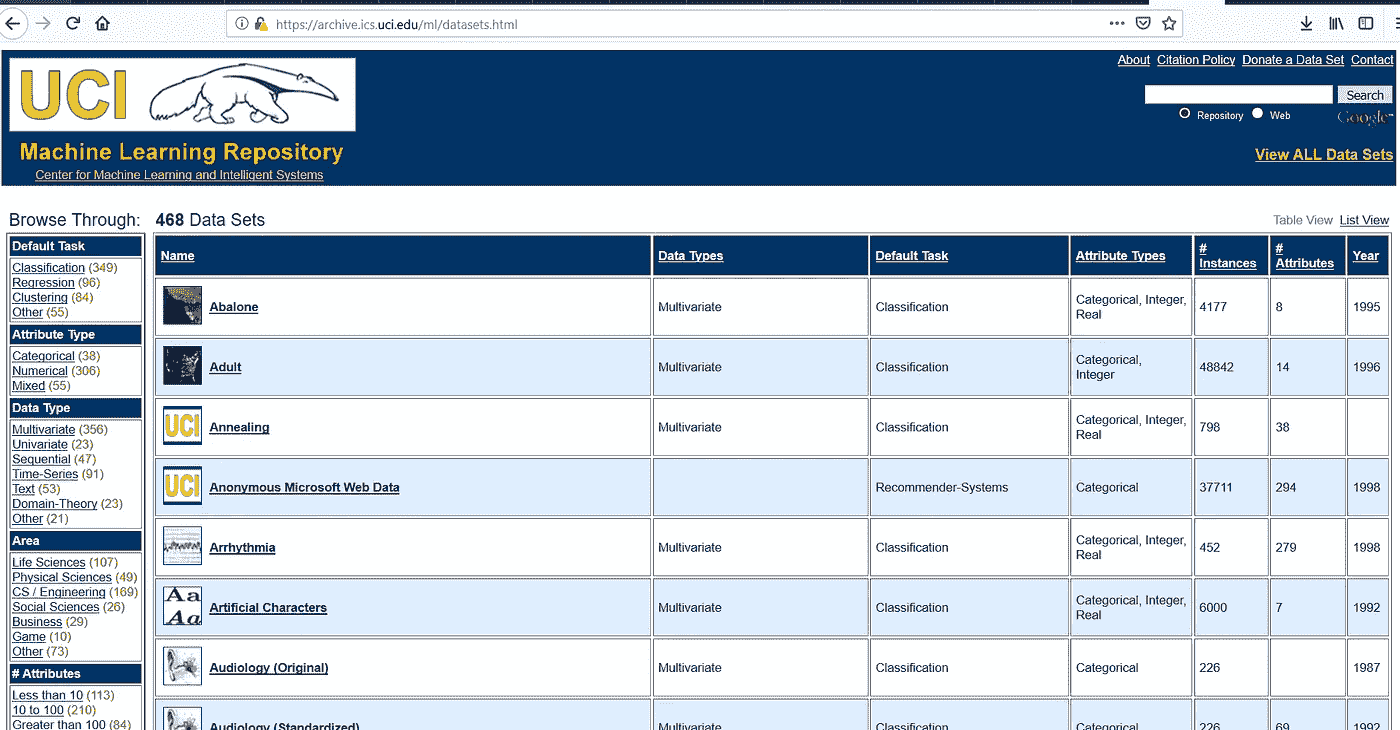 https://archive.ics.uci.edu/ml/datasets.html
About Citation Policy Donate a Data Set Contact
UCI
Search
Repository Web
Google™
Machine Learning Repository
View ALL Data Sets
Center for Machine Learning and Intelligent Systems
Browse Through:
Default Task
Classification (349)
Regression (96)
Clustering (84)
Other (55)
Attribute Type
Categorical (38)
Numerical (306)
Mixed (55)
Data Type
Multivariate (356)
Univariate (23)
Sequential (47)
Time-Series (91)
Text (53)
Domain-Theory (23)
Other (21)
Area
Life Sciences (107)
Physical Sciences (49)
CS / Engineering (169)
Social Sciences (26)
Business (29)
Game (10)
Other (73)
# Attributes
Less than 10 (113)
10 to 100 (210)
Greater than 100 (84)
468 Data Sets
Table View List View
Name Data Types Default Task Attribute Types # Instances # Attributes Year
Abalone Multivariate Classification Categorical, Integer, Real 4177 8 1995
Adult Multivariate Classification Categorical, Integer 48842 14 1996
UCI Annealing Multivariate Classification Categorical, Integer, Real 798 38
UCI Anonymous Microsoft Web Data Recommender-Systems Categorical 37711 294 1998
Arrhythmia Multivariate Classification Categorical, Integer, Real 452 279 1998
Aa
Aa
Artificial Characters Multivariate Classification Categorical, Integer, Real 6000 7 1992
Audiology (Original) Multivariate Classification Categorical 226 1987
Audiology (Standardized) Multivariate Classification Categorical 226 69 1992